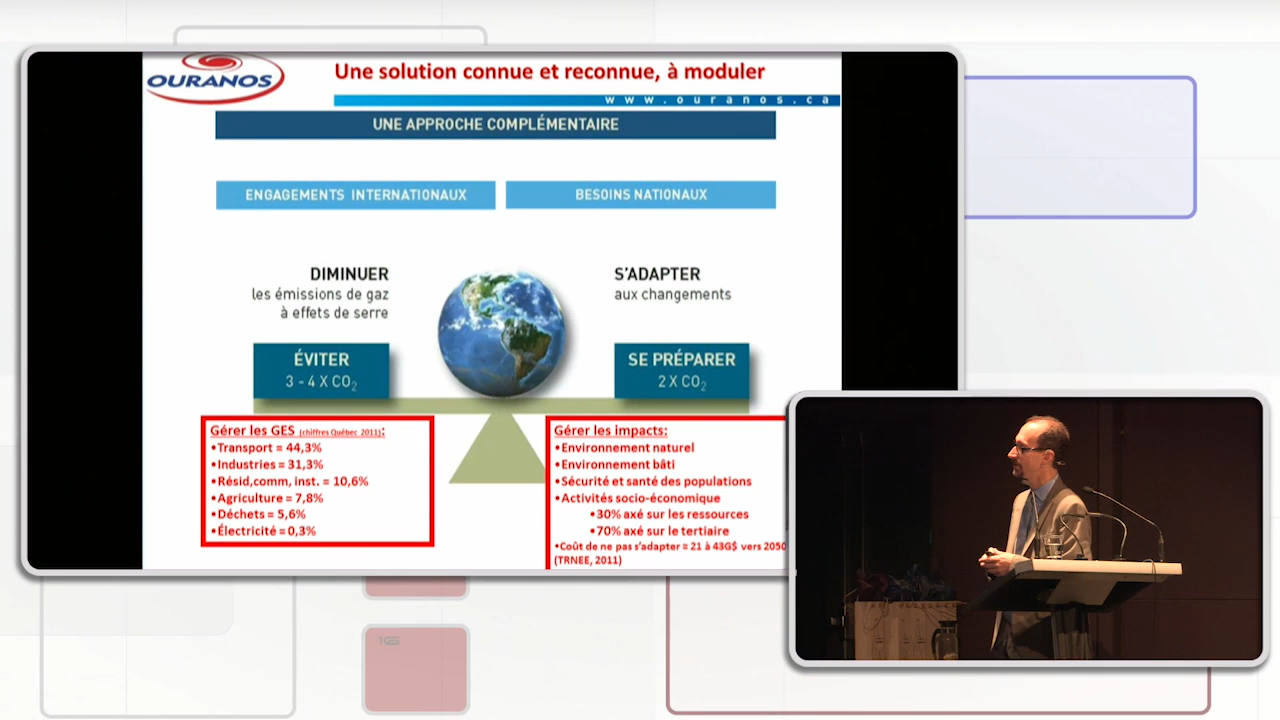 OURANOS
Une solution connue et reconnue, à moduler
www.ouranos.ca
UNE APPROCHE COMPLÉMENTAIRE
ENGAGEMENTS INTERNATIONAUX
BESOINS NATIONAUX
DIMINUER
les émissions de gaz
à effets de serre
S'ADAPTER
aux changements
ÉVITER
3 - 4 X CO2
SE PRÉPARER
2 X CO2
Gérer les GES (chiffres Québec 2011):
•Transport = 44,3%
•Industries = 31,3%
•Résid,comm, inst. = 10,6%
•Agriculture = 7,8%
•Déchets = 5,6%
•Électricité = 0,3%
Gérer les impacts:
•Environnement naturel
•Environnement bâti
•Sécurité et santé des populations
•Activités socio-économique
•30% axé sur les ressources
•70% axé sur le tertiaire
•Coût de ne pas s'adapter = 21 à 43G$ vers 2050
(TRNEE, 2011)